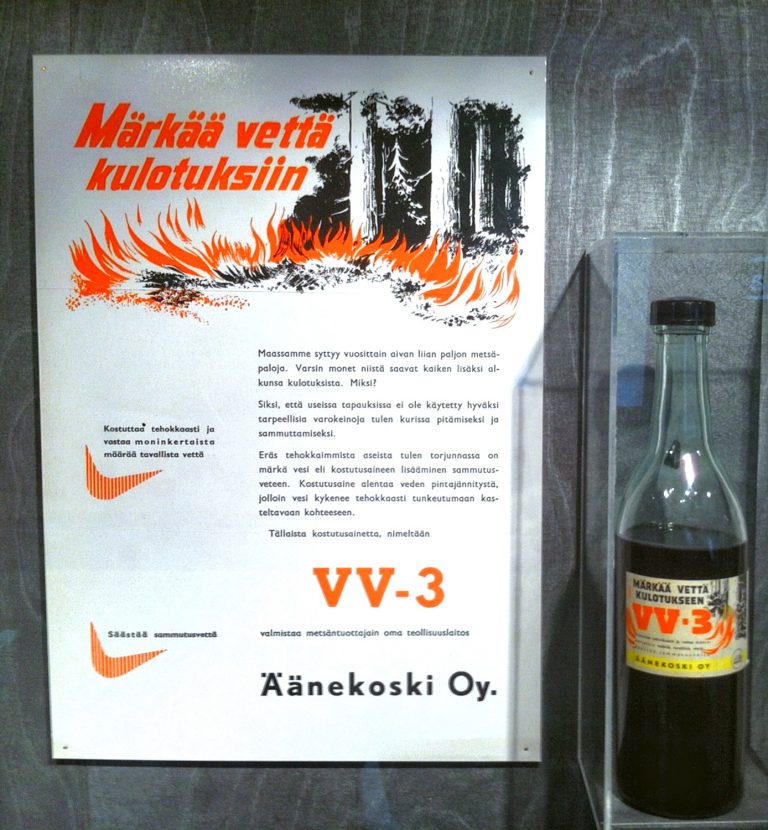 Märkää vettä
kulotuksiin
Maassamme syttyy vuosittain aivan liian paljon metsä-
paloja. Varsin monet niistä saavat kaiken lisäksi al-
kunsa kulotuksista. Miksi?
Siksi, että useissa tapauksissa ei ole käytetty hyväksi
tarpeellisia varokeinoja tulen kurissa pitämiseksi ja
sammuttamiseksi.
Kostuttaa tehokkaasti ja
vastaa moninkertaista
määrää tavallista vettä
Eräs tehokkaimmista aseista tulen torjunnassa on
märkä vesi eli kostutusaineen lisääminen sammutus-
veteen. Kostutusaine alentaa veden pintajännitystä,
jolloin vesi kykenee tehokkaasti tunkeutumaan kas-
teltavaan kohteeseen.
Tällaista kostutusainetta, nimeltään
VV-3
Säästää sammutusvettä
valmistaa metsäntuottajain oma teollisuuslaitos
Äänekoski Oy.
MÄRKÄÄ VETTÄ
KULOTUKSEEN
VV-3
ÄÄNEKOSKI OY